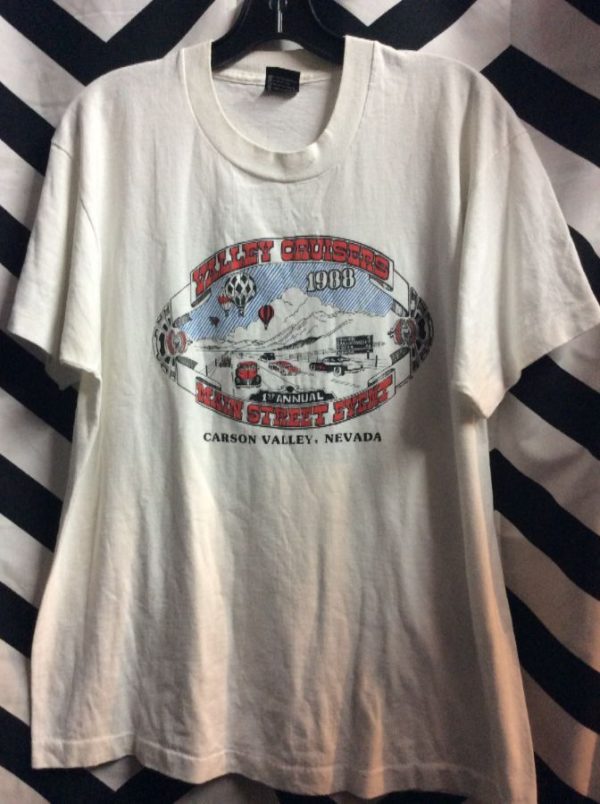 VALLEY CRUISERS
1988
1ST ANNUAL
MAIN STREET EVENT
CARSON VALLEY, NEVADA